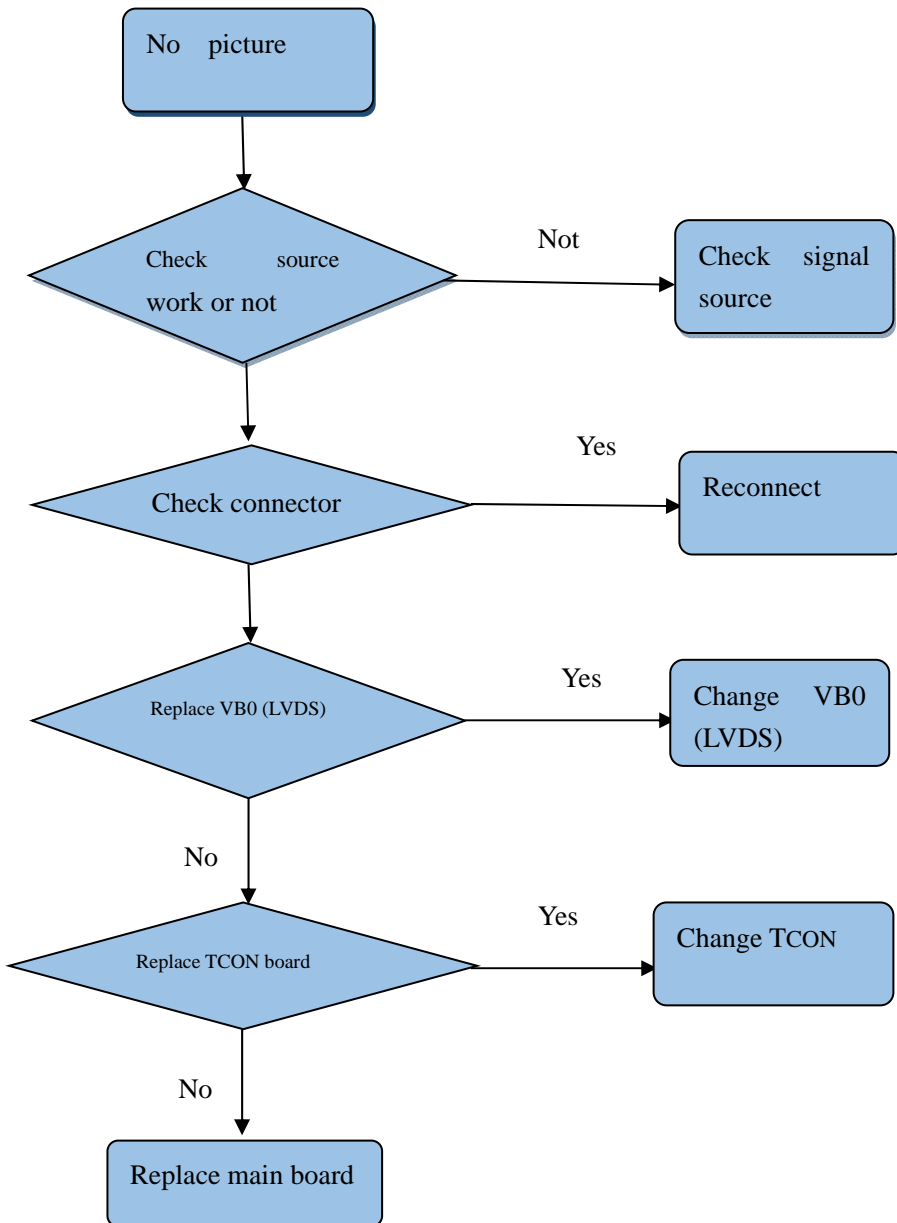 No picture
Check source
work or not
Not
Check signal
source
Yes
Check connector
Reconnect
Yes
Replace VB0 (LVDS)
Change VB0
(LVDS)
No
Yes
Replace TCON board
Change TCON
No
Replace main board